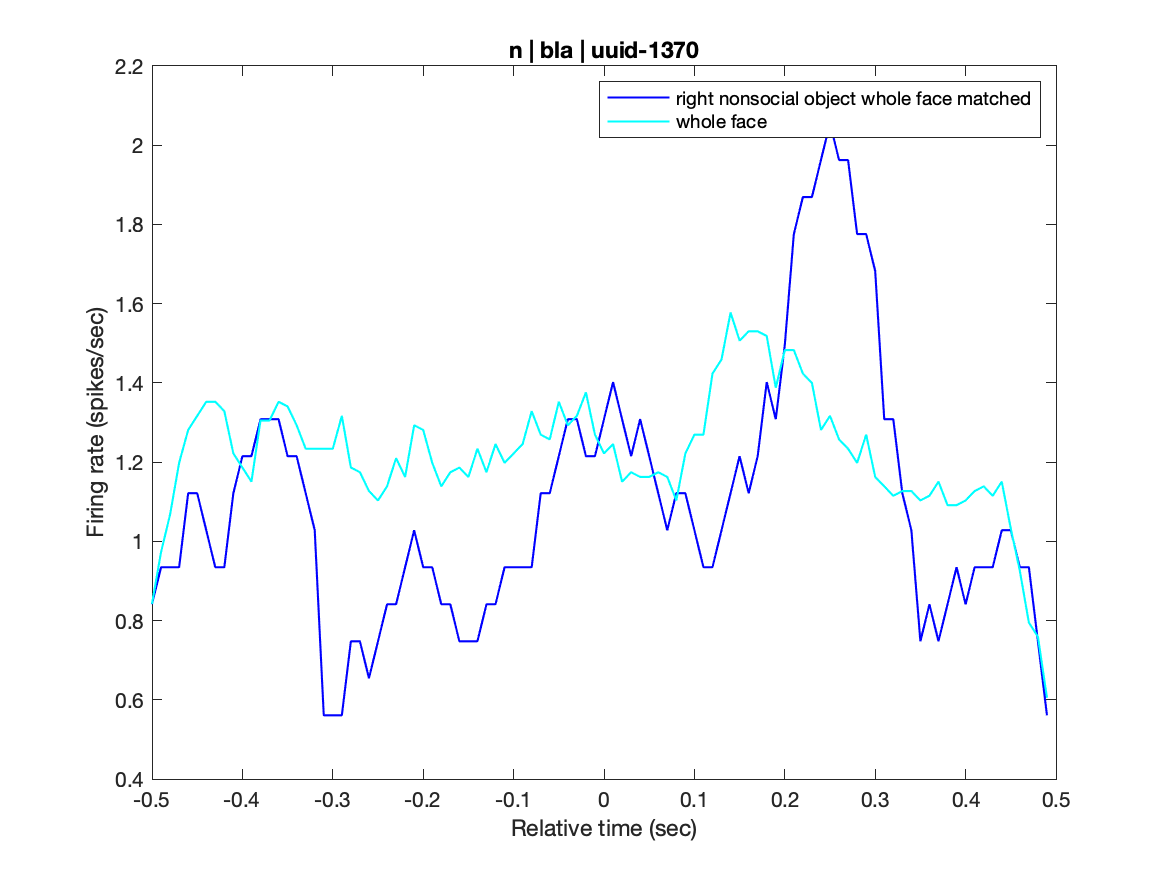 n | bla | uuid-1370
right nonsocial object whole face matched
whole face
Firing rate (spikes/sec)
2.2
2
1.8
1.6
1.4
1.2
1
0.8
0.6
0.4
-0.5 -0.4 -0.3 -0.2 -0.1 0 0.1 0.2 0.3 0.4 0.5
Relative time (sec)